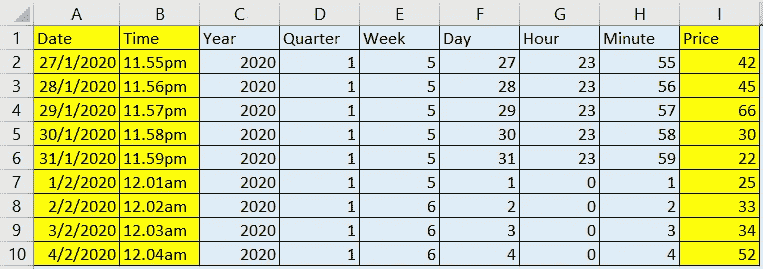 A B C D E F G H I
1 Date Time Year Quarter Week Day Hour Minute Price
2 27/1/2020 11.55pm 2020 1 5 27 23 55 42
3 28/1/2020 11.56pm 2020 1 5 28 23 56 45
4 29/1/2020 11.57pm 2020 1 5 29 23 57 66
5 30/1/2020 11.58pm 2020 1 5 30 23 58 30
6 31/1/2020 11.59pm 2020 1 5 31 23 59 22
7 1/2/2020 12.01am 2020 1 5 1 0 1 25
8 2/2/2020 12.02am 2020 1 6 2 0 2 33
9 3/2/2020 12.03am 2020 1 6 3 0 3 34
10 4/2/2020 12.04am 2020 1 6 4 0 4 52